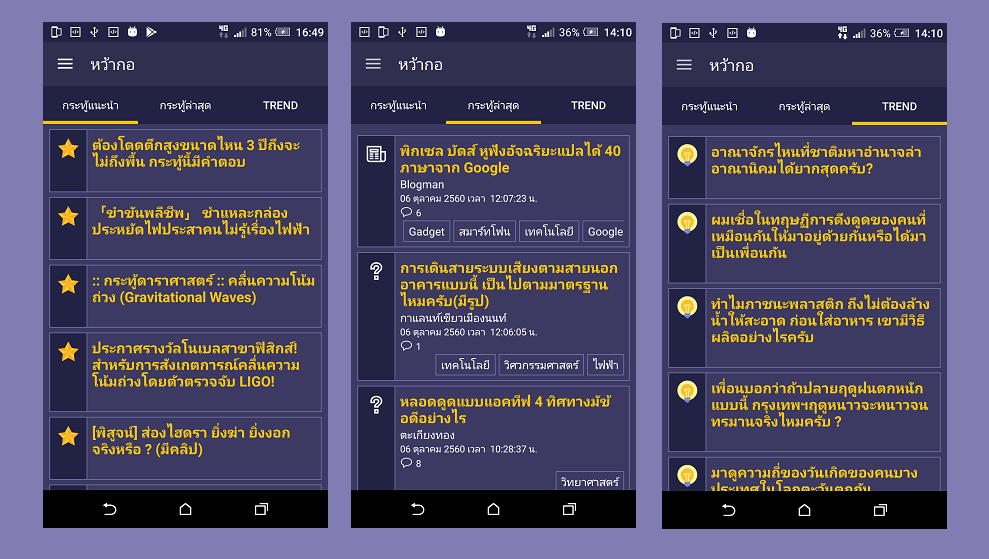 81% 16:49
หว้ากอ
กระทู้แนะนำ กระทู้ล่าสุด TREND
ต้องโดดตึกสูงขนาดไหน 3 ปีถึงจะ
ไม่ถึงพื้น กระทู้นี้มีคำตอบ
「ขำขันพลีชีพ」 ชำแหละกล่อง
ประหยัดไฟประสาคนไม่รู้เรื่องไฟฟ้า
:: กระทู้ดาราศาสตร์ :: คลื่นความโน้ม
ถ่วง (Gravitational Waves)
ประกาศรางวัลโนเบลสาขาฟิสิกส์!
สำหรับการสังเกตการณ์คลื่นความ
โน้มถ่วงโดยตัวตรวจจับ LIGO!
[พิสูจน์] ส่องไฮดรา ยิ่งฆ่า ยิ่งงอก
จริงหรือ ? (มีคลิป)
4G 36% 14:10
หว้ากอ
กระทู้แนะนำ กระทู้ล่าสุด TREND
พิกเซล บัดส์ หูฟังอัจฉริยะแปลได้ 40
ภาษาจาก Google
Blogman
06 ตุลาคม 2560 เวลา 12:07:23 น.
6
Gadget สมาร์ทโฟน เทคโนโลยี Google
การเดินสายระบบเสียงตามสายนอก
อาคารแบบนี้ เป็นไปตามมาตรฐาน
ไหมครับ(มีรูป)
กาแลนท์เขียวเมืองนนท์
06 ตุลาคม 2560 เวลา 12:06:05 น.
1
เทคโนโลยี วิศวกรรมศาสตร์ ไฟฟ้า
หลอดดูดแบบแอคทีฟ 4 ทิศทางมีข้
อดีอย่างไร
ตะเกียงทอง
06 ตุลาคม 2560 เวลา 10:28:37 น.
8
วิทยาศาสตร์
4G 36% 14:10
หว้ากอ
กระทู้แนะนำ กระทู้ล่าสุด TREND
อาณาจักรไหนที่ชาติมหาอำนาจล่า
อาณานิคมได้ยากสุดครับ?
ผมเชื่อในทฤษฏีการดึงดูดของคนที่
เหมือนกันให้มาอยู่ด้วยกันหรือได้มา
เป็นเพื่อนกัน
ทำไมภาชนะพลาสติก ถึงไม่ต้องล้าง
น้ำให้สะอาด ก่อนใส่อาหาร เขามีวิธี
ผลิตอย่างไรครับ
เพื่อนบอกว่าถ้าปลายฤดูฝนตกหนัก
แบบนี้ กรุงเทพฯฤดูหนาวจะหนาวจน
ทรมานจริงไหมครับ ?
มาดูความถี่ของวันเกิดของคนบาง
ประเทศในโลกตะวันตกกัน